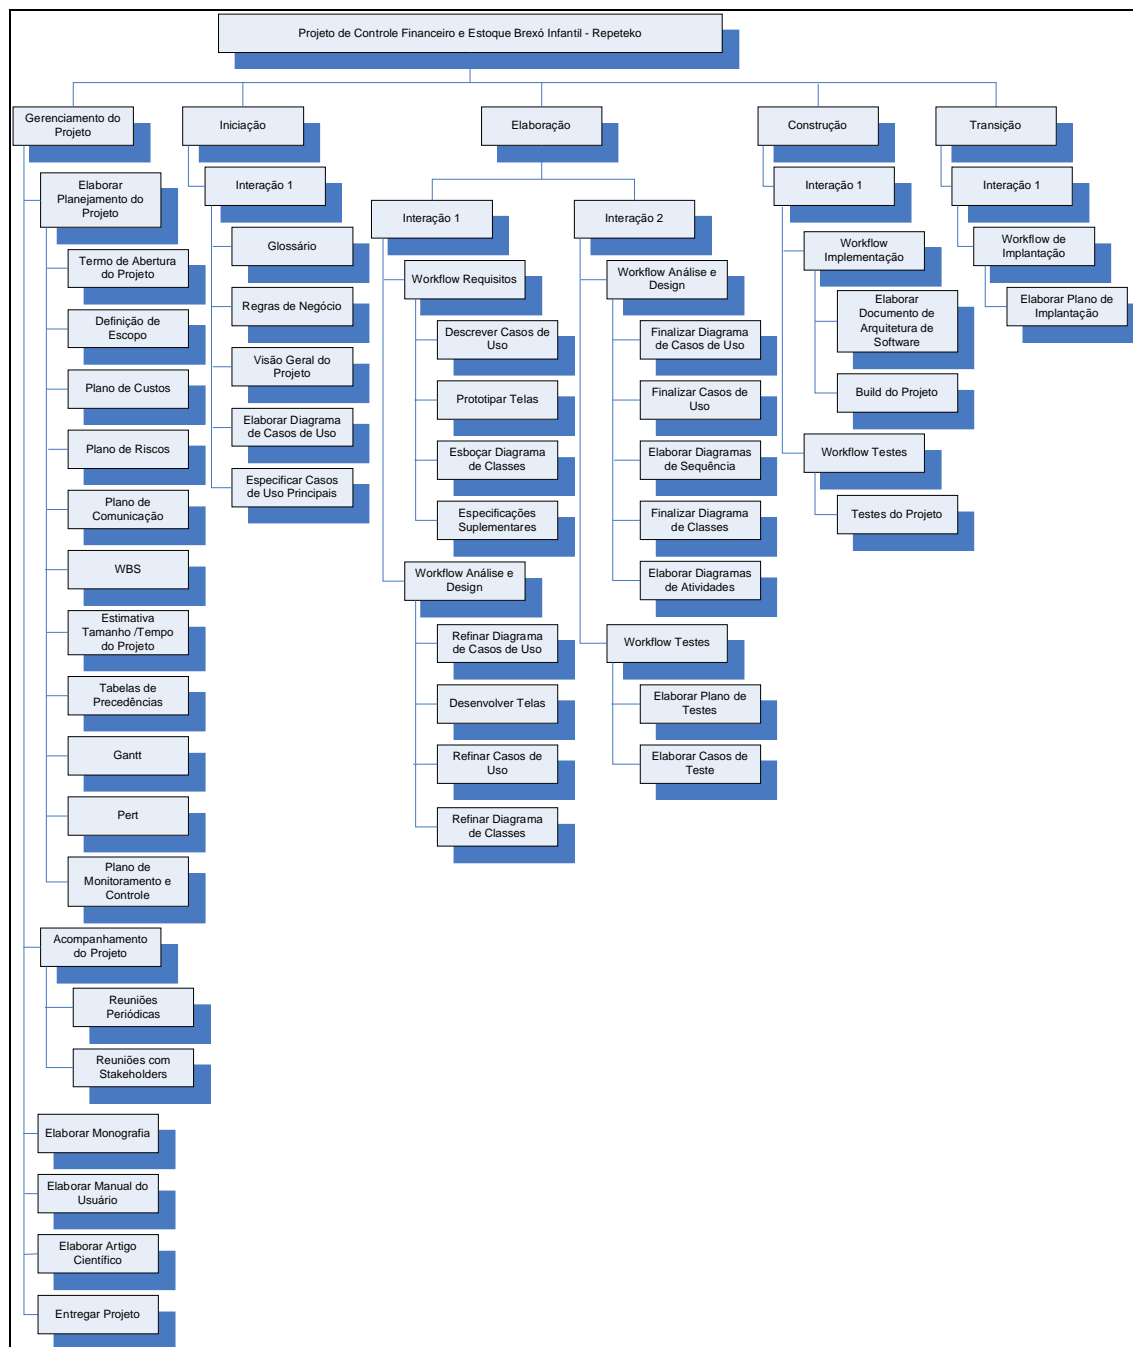 Projeto de Controle Financeiro e Estoque Brexó Infantil - Repeteko
Gerenciamento do
Projeto
Elaborar
Planejamento do
Projeto
Termo de Abertura
do Projeto
Definição de
Escopo
Plano de Custos
Plano de Riscos
Plano de
Comunicação
WBS
Estimativa
Tamanho /Tempo
do Projeto
Tabelas de
Precedências
Gantt
Pert
Plano de
Monitoramento e
Controle
Acompanhamento
do Projeto
Reuniões
Periódicas
Reuniões com
Stakeholders
Elaborar Monografia
Elaborar Manual do
Usuário
Elaborar Artigo
Científico
Entregar Projeto
Iniciação
Interação 1
Glossário
Regras de Negócio
Visão Geral do
Projeto
Elaborar Diagrama
de Casos de Uso
Especificar Casos
de Uso Principais
Elaboração
Interação 1
Workflow Requisitos
Descrever Casos de
Uso
Prototipar Telas
Esboçar Diagrama
de Classes
Especificações
Suplementares
Workflow Análise e
Design
Refinar Diagrama
de Casos de Uso
Desenvolver Telas
Refinar Casos de
Uso
Refinar Diagrama
de Classes
Interação 2
Workflow Análise e
Design
Finalizar Diagrama
de Casos de Uso
Finalizar Casos de
Uso
Elaborar Diagramas
de Sequência
Finalizar Diagrama
de Classes
Elaborar Diagramas
de Atividades
Workflow Testes
Elaborar Plano de
Testes
Elaborar Casos de
Teste
Construção
Interação 1
Workflow
Implementação
Elaborar
Documento de
Arquitetura de
Software
Build do Projeto
Workflow Testes
Testes do Projeto
Transição
Interação 1
Workflow de
Implantação
Elaborar Plano de
Implantação